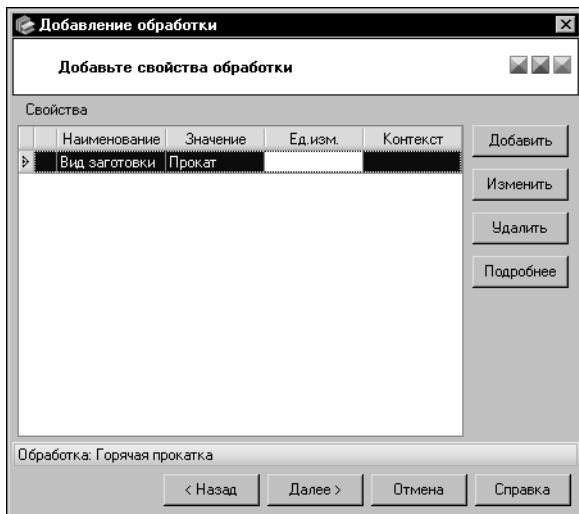 Добавление обработки
Добавьте свойства обработки
Свойства
Наименование Значение Ед.изм. Контекст
Вид заготовки Прокат
Добавить
Изменить
Удалить
Подробнее
Обработка: Горячая прокатка
< Назад Далее > Отмена Справка